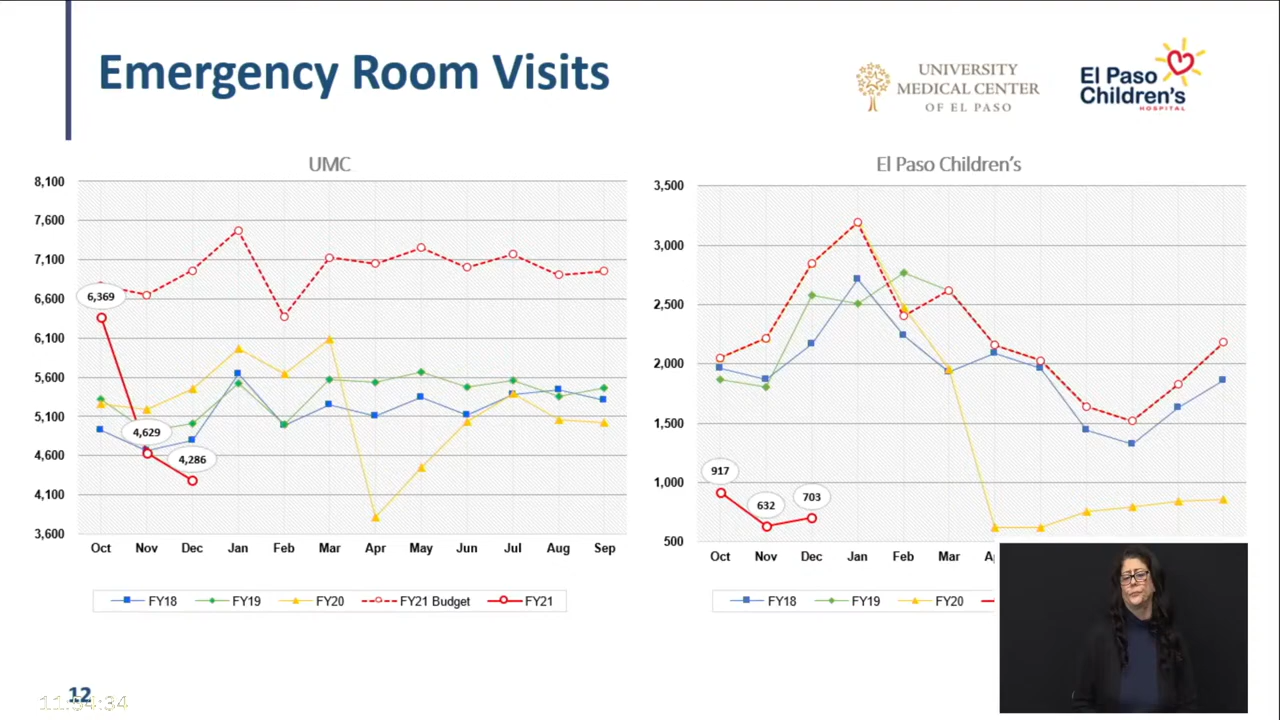 Emergency Room Visits
UNIVERSITY
MEDICAL CENTER
OF EL PASO
El Paso
Children's
HOSPITAL
UMC
8,100
7,600
7,100
6,600
6,100
5,600
5,100
4,600
4,100
3,600
6,369
4,629
4,286
Oct Nov Dec Jan Feb Mar Apr May Jun Jul Aug Sep
FY18 FY19 FY20 FY21 Budget FY21
El Paso Children's
3,500
3,000
2,500
2,000
1,500
1,000
500
917
632
703
Oct Nov Dec Jan Feb Mar
FY18 FY19 FY20
12
11:54:34